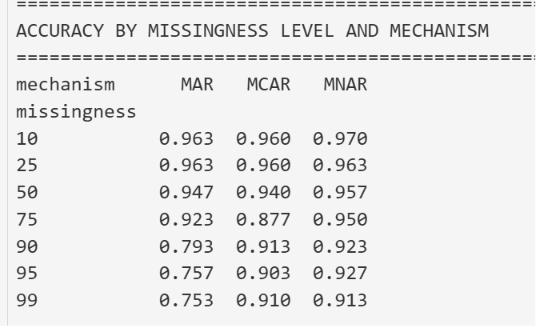 ================================================
ACCURACY BY MISSINGNESS LEVEL AND MECHANISM
================================================
mechanism MAR MCAR MNAR
missingness
10 0.963 0.960 0.970
25 0.963 0.960 0.963
50 0.947 0.940 0.957
75 0.923 0.877 0.950
90 0.793 0.913 0.923
95 0.757 0.903 0.927
99 0.753 0.910 0.913